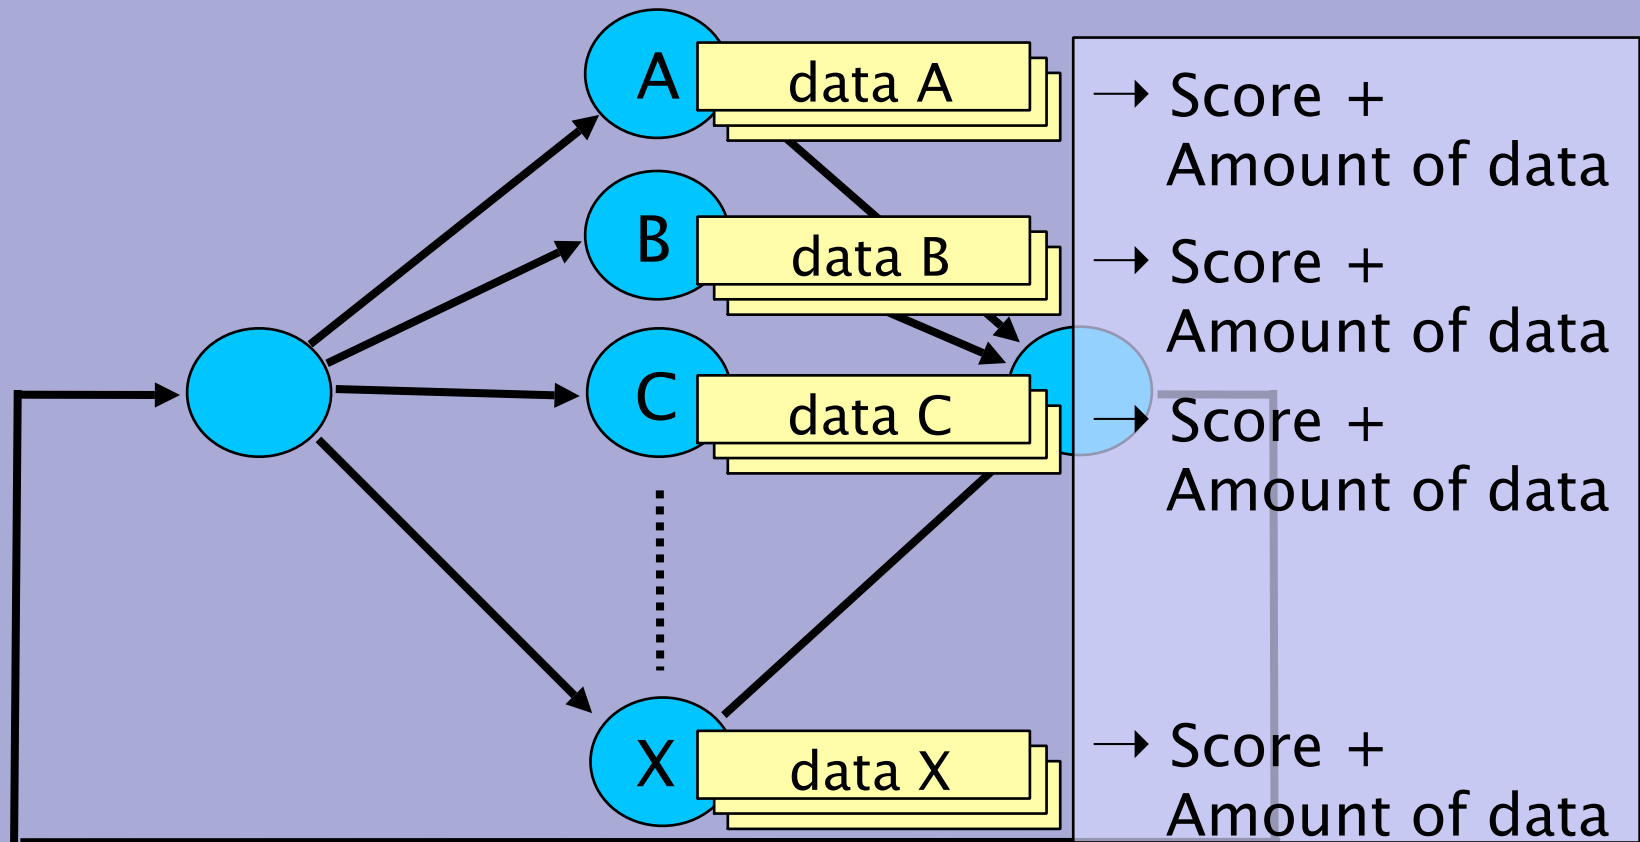 A
data A
→ Score +
Amount of data
B
data B
→ Score +
Amount of data
C
data C
→ Score +
Amount of data
X
data X
→ Score +
Amount of data